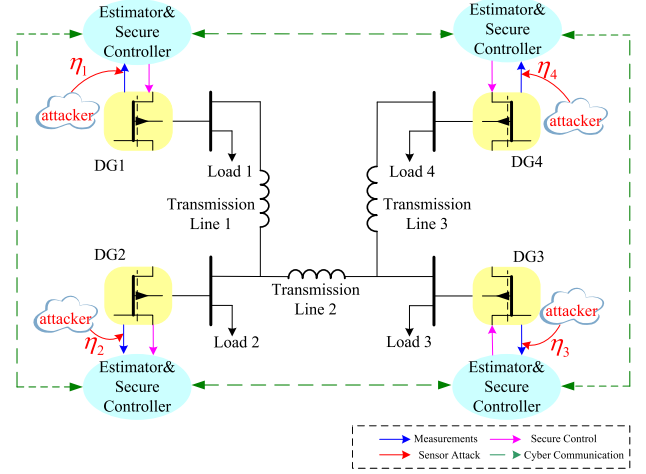 Estimator&
Secure
Controller
Estimator&
Secure
Controller
η1
η4
attacker
attacker
DG1
DG4
Load 1
Load 4
Transmission
Line 1
Transmission
Line 3
DG2
DG3
Transmission
Line 2
attacker
attacker
η2
η3
Load 2
Load 3
Estimator&
Secure
Controller
Estimator&
Secure
Controller
Measurements
Secure Control
Sensor Attack
Cyber Communication